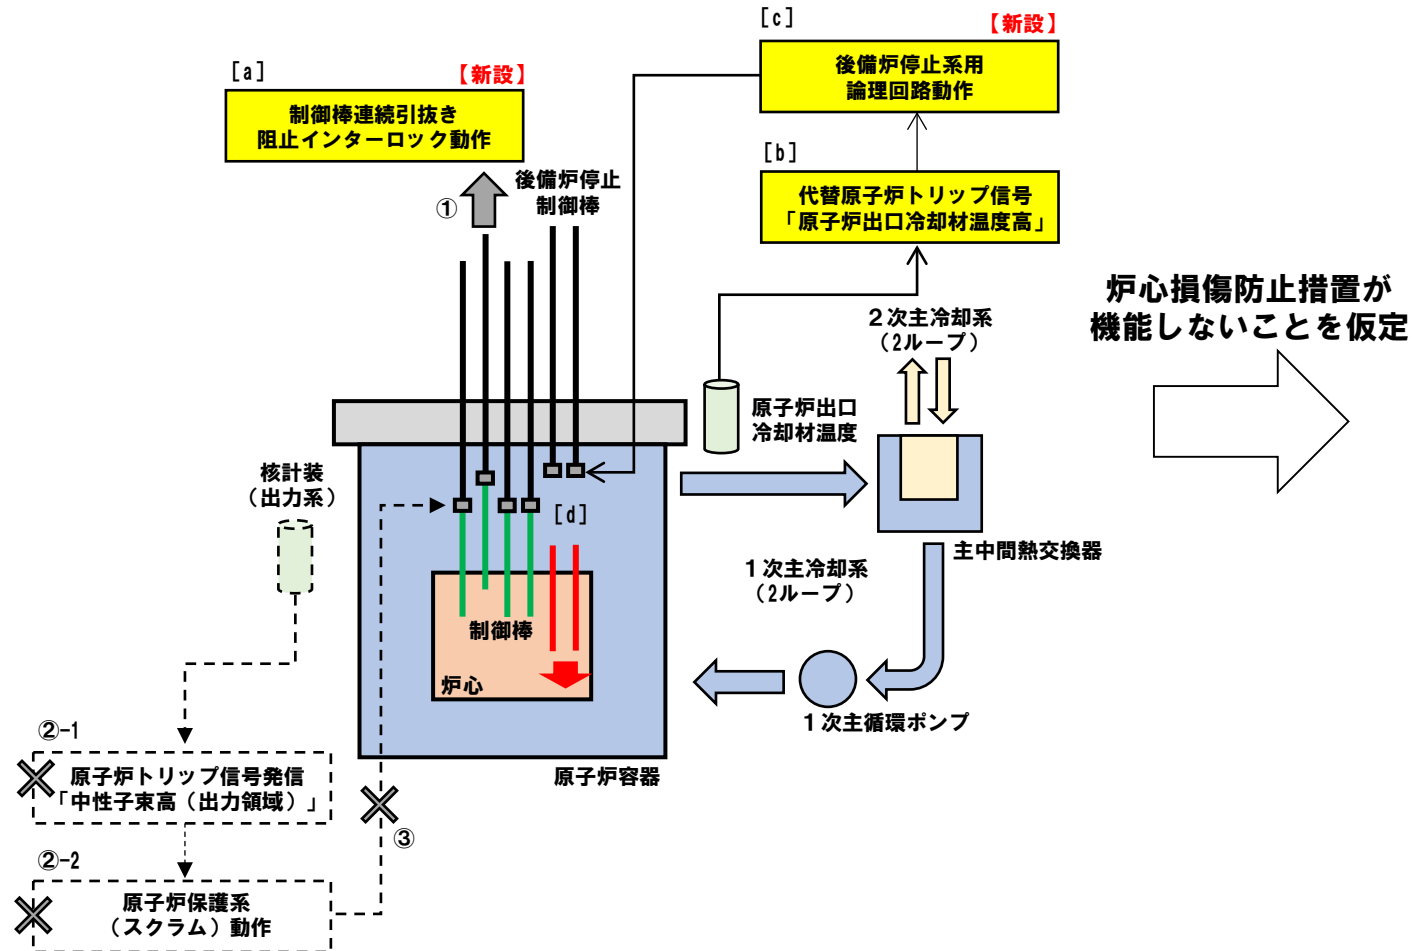 [c]
【新設】
後備炉停止系用
論理回路動作
[a]
【新設】
制御棒連続引抜き
阻止インターロック動作
[b]
代替原子炉トリップ信号
「原子炉出口冷却材温度高」
①
後備炉停止
制御棒
炉心損傷防止措置が
機能しないことを仮定
2次主冷却系
(2ループ)
原子炉出口
冷却材温度
核計装
(出力系)
[d]
主中間熱交換器
1次主冷却系
(2ループ)
制御棒
炉心
1次主循環ポンプ
原子炉容器
②-1
原子炉トリップ信号発信
「中性子束高(出力領域)」
③
②-2
原子炉保護系
(スクラム)動作